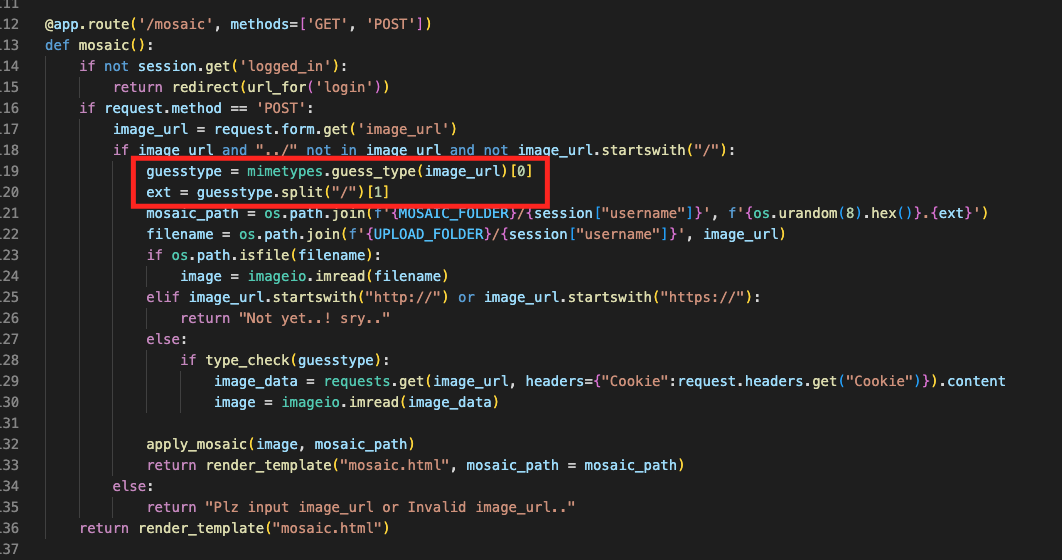 .11
.12 @app.route('/mosaic', methods=['GET', 'POST'])
.13 def mosaic():
.14     if not session.get('logged_in'):
.15         return redirect(url_for('login'))
.16     if request.method == 'POST':
.17         image_url = request.form.get('image_url')
.18         if image_url and "../" not in image_url and not image_url.startswith("/"):
.19             guesstype = mimetypes.guess_type(image_url)[0]
.20             ext = guesstype.split("/")[1]
.21             mosaic_path = os.path.join(f'{MOSAIC_FOLDER}/{session["username"]}', f'{os.urandom(8).hex()}.{ext}')
.22             filename = os.path.join(f'{UPLOAD_FOLDER}/{session["username"]}', image_url)
.23             if os.path.isfile(filename):
.24                 image = imageio.imread(filename)
.25             elif image_url.startswith("http://") or image_url.startswith("https://"):
.26                 return "Not yet..! sry.."
.27             else:
.28                 if type_check(guesstype):
.29                     image_data = requests.get(image_url, headers={"Cookie":request.headers.get("Cookie")}).content
.30                     image = imageio.imread(image_data)
.31
.32             apply_mosaic(image, mosaic_path)
.33             return render_template("mosaic.html", mosaic_path = mosaic_path)
.34         else:
.35             return "Plz input image_url or Invalid image_url.."
.36     return render_template("mosaic.html")
.37